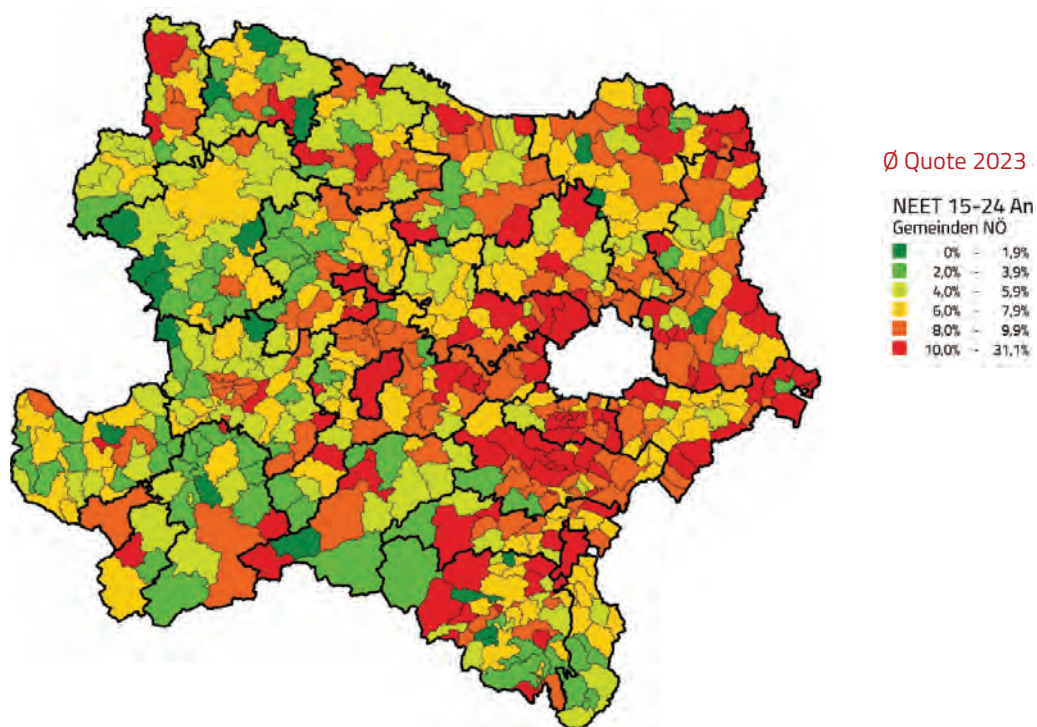 Ø Quote 2023
NEET 15-24 An
Gemeinden NÖ
0% - 1,9%
2,0% - 3,9%
4,0% - 5,9%
6,0% - 7,9%
8,0% - 9,9%
10,0% - 31,1%